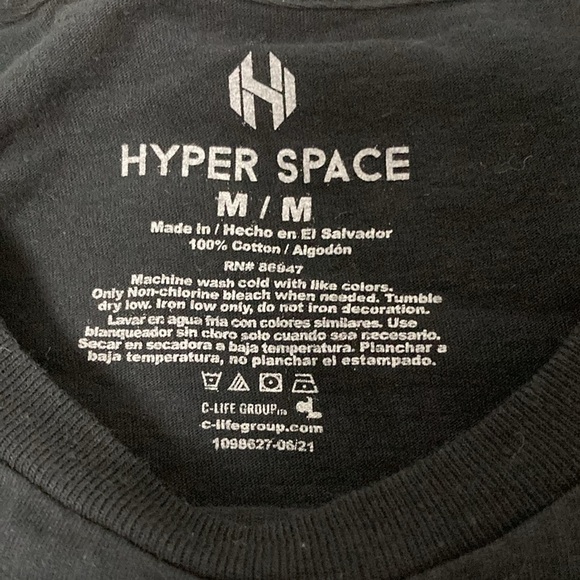 HYPER SPACE
M / M
Made in / Hecho en El Salvador
100% Cotton / Algodón
RN# 86947
Machine wash cold with like colors.
Only Non-chlorine bleach when needed. Tumble
dry low. Iron low only, do not iron decoration.
Lavar en agua fria con colores similares. Use
blanqueador sin cloro solo cuando sea necesario.
Secar en secadora a baja temperatura. Planchar a
baja temperatura, no planchar el estampado.
C-LIFE GROUP LTD CL
c-lifegroup.com
1098627-06/21